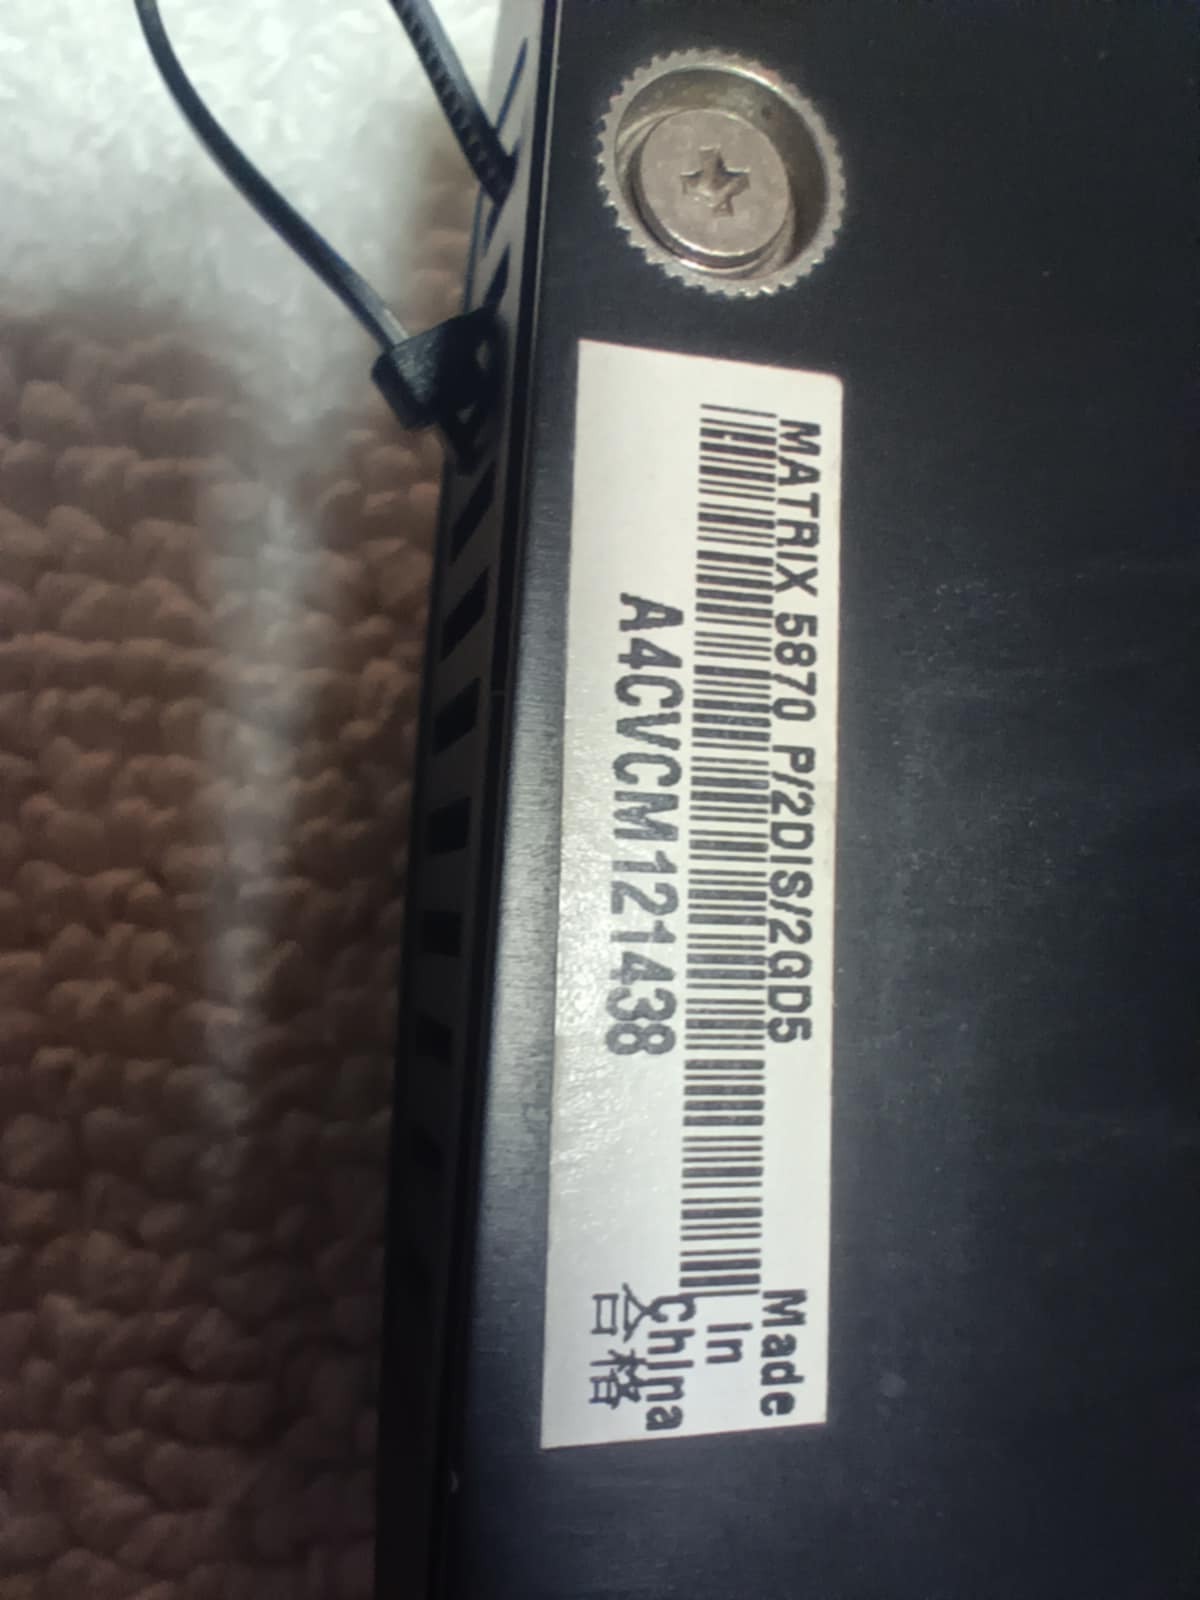 MATRIX 5870 P/2DIS/2GD5
A4CVCM121438
Made
In
China
合格